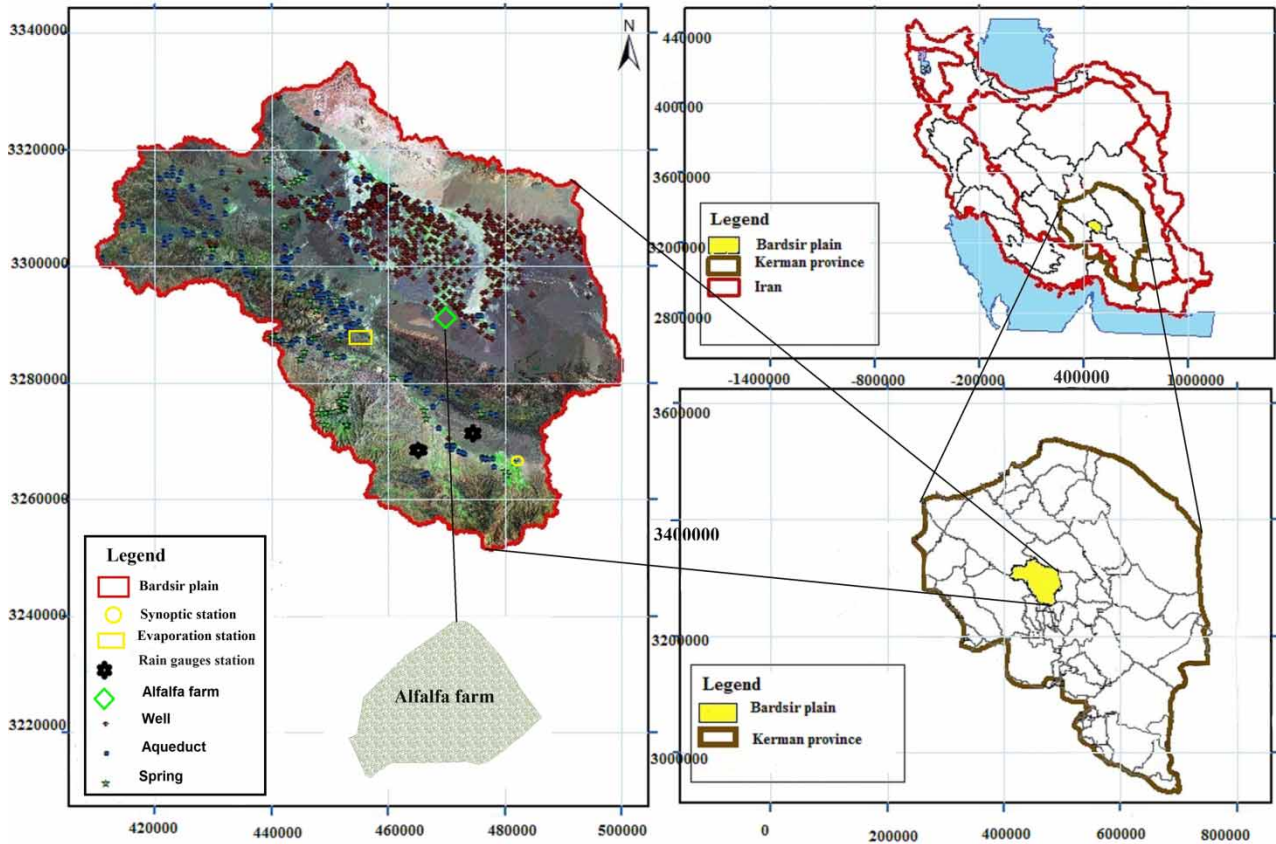 3340000
3320000
3300000
3280000
3260000
3240000
3220000
420000
440000
460000
480000
500000
N
Legend
Bardsir plain
Synoptic station
Evaporation station
Rain gauges station
Alfalfa farm
Well
Aqueduct
Spring
Alfalfa farm
4400000
4000000
3600000
3200000
2800000
-1400000
-800000
-200000
400000
1000000
Legend
Bardsir plain
Kerman province
Iran
3600000
3400000
3200000
3000000
0
200000
400000
600000
800000
Legend
Bardsir plain
Kerman province